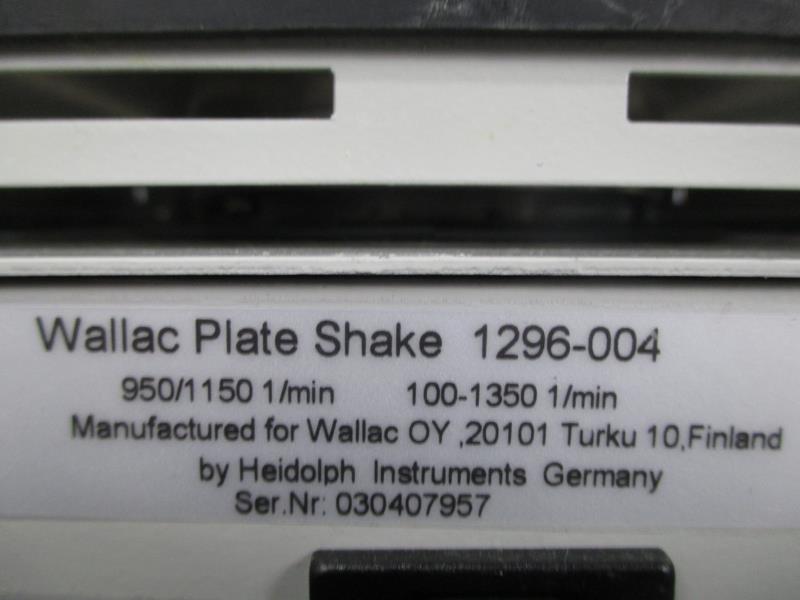 Wallac Plate Shake 1296-004
950/1150 1/min 100-1350 1/min
Manufactured for Wallac OY ,20101 Turku 10,Finland
by Heidolph Instruments Germany
Ser.Nr: 030407957